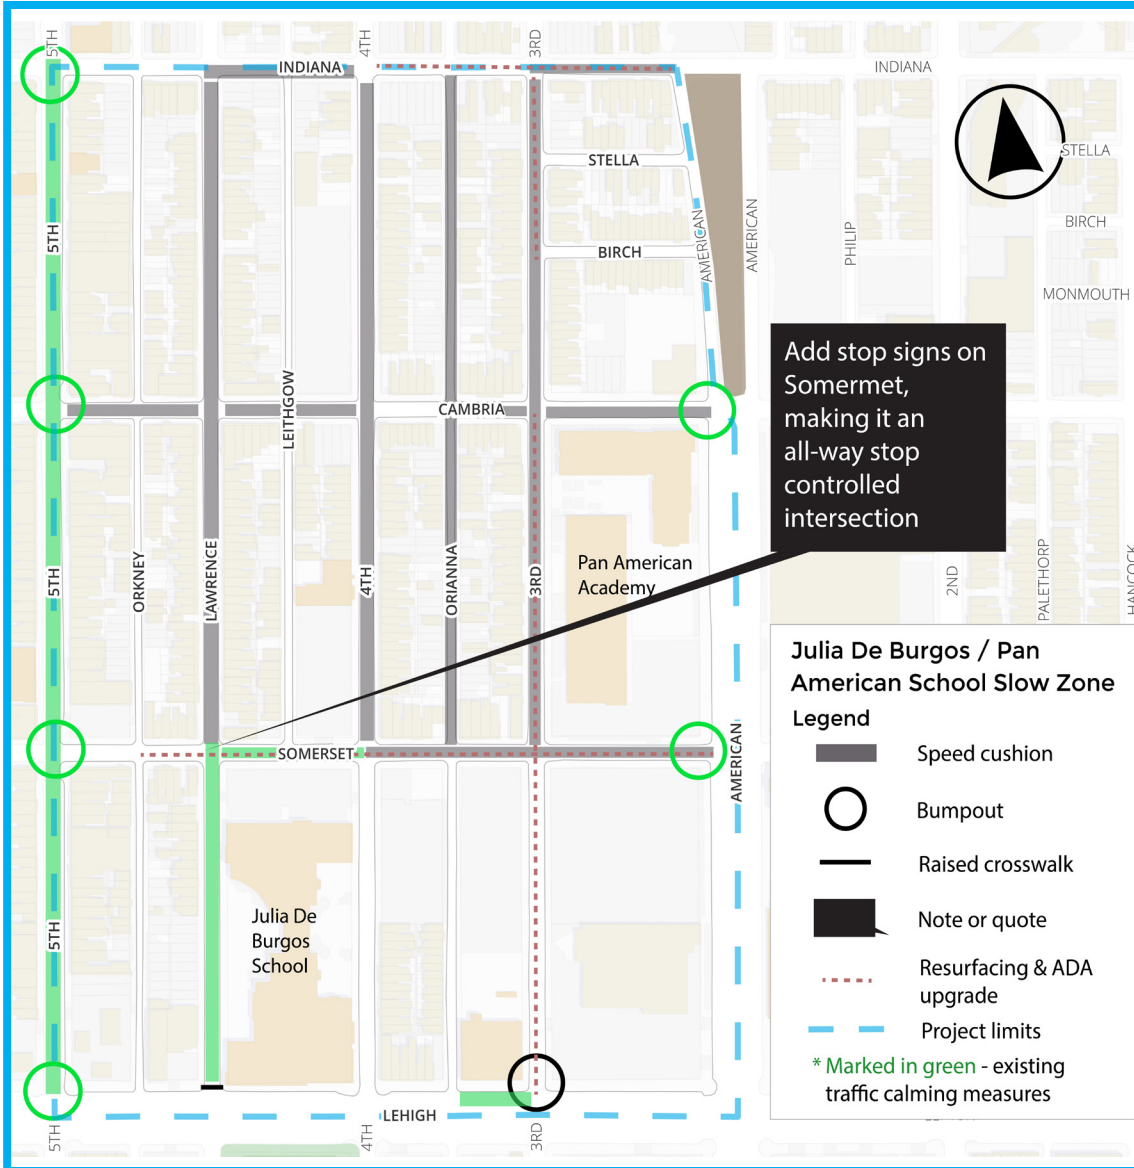 5TH
4TH
3RD
INDIANA
INDIANA
STELLA
STELLA
BIRCH
BIRCH
5TH
AMERICAN
AMERICAN
PHILIP
MONMOUTH
Add stop signs on
Somermet,
making it an
all-way stop
controlled
intersection
LEITHGOW
CAMBRIA
5TH
ORKNEY
LAWRENCE
4TH
ORIANNA
3RD
Pan American
Academy
2ND
PALETHORP
HANCOCK
SOMERSET
AMERICAN
Julia De Burgos / Pan
American School Slow Zone
Legend
Speed cushion
Bumpout
Raised crosswalk
Note or quote
Resurfacing & ADA
upgrade
Project limits
* Marked in green - existing
traffic calming measures
5TH
Julia De
Burgos
School
LEHIGH
5TH
4TH
3RD